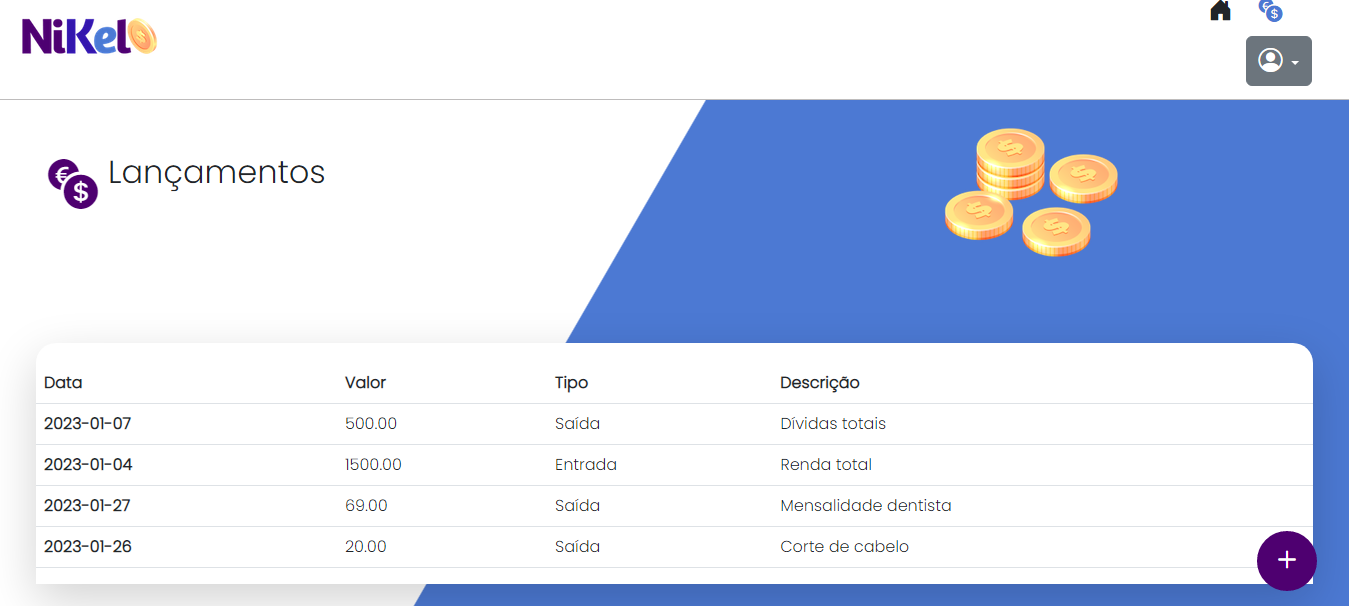 NiKel
Lançamentos
Data Valor Tipo Descrição
2023-01-07 500.00 Saída Dívidas totais
2023-01-04 1500.00 Entrada Renda total
2023-01-27 69.00 Saída Mensalidade dentista
2023-01-26 20.00 Saída Corte de cabelo
+